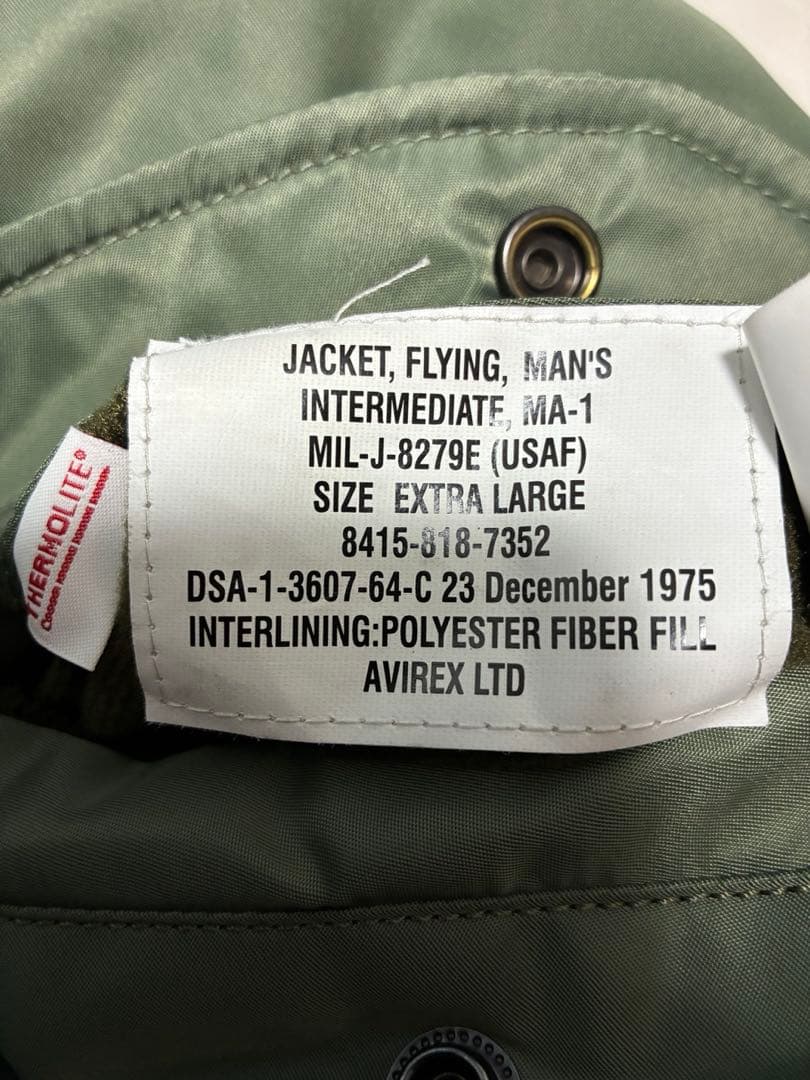 JACKET, FLYING, MAN'S
INTERMEDIATE, MA-1
MIL-J-8279E (USAF)
SIZE EXTRA LARGE
8415-818-7352
DSA-1-3607-64-C 23 December 1975
INTERLINING:POLYESTER FIBER FILL
AVIREX LTD
THERMOLITE®